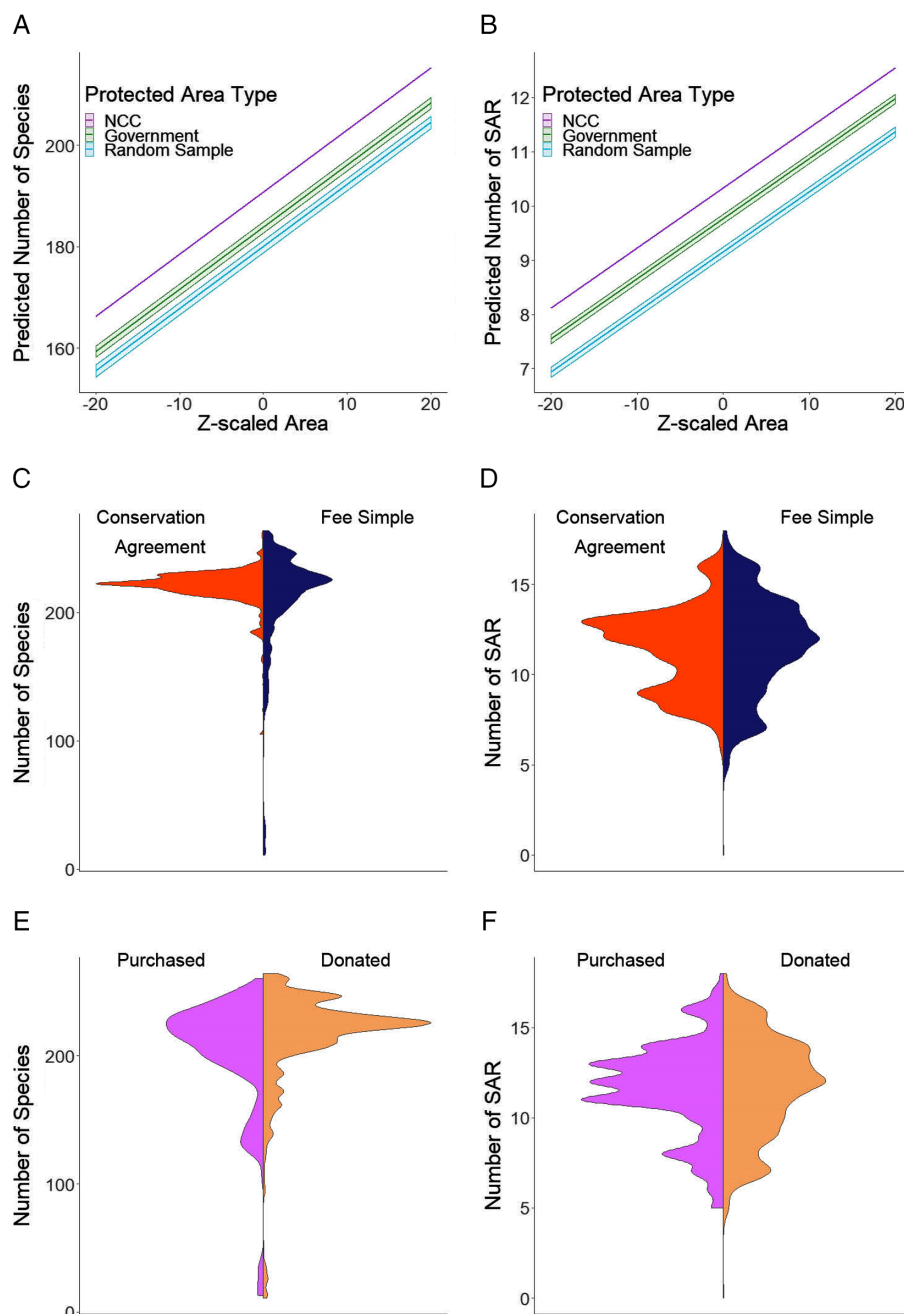 A
Predicted Number of Species
200
180
160
Protected Area Type
NCC
Government
Random Sample
-20 -10 0 10 20
Z-scaled Area
B
Predicted Number of SAR
12
11
10
9
8
7
Protected Area Type
NCC
Government
Random Sample
-20 -10 0 10 20
Z-scaled Area
C
Conservation Fee Simple
Agreement
Number of Species
200
100
0
D
Conservation Fee Simple
Agreement
Number of SAR
15
10
5
0
E
Purchased Donated
Number of Species
200
100
0
F
Purchased Donated
Number of SAR
15
10
5
0